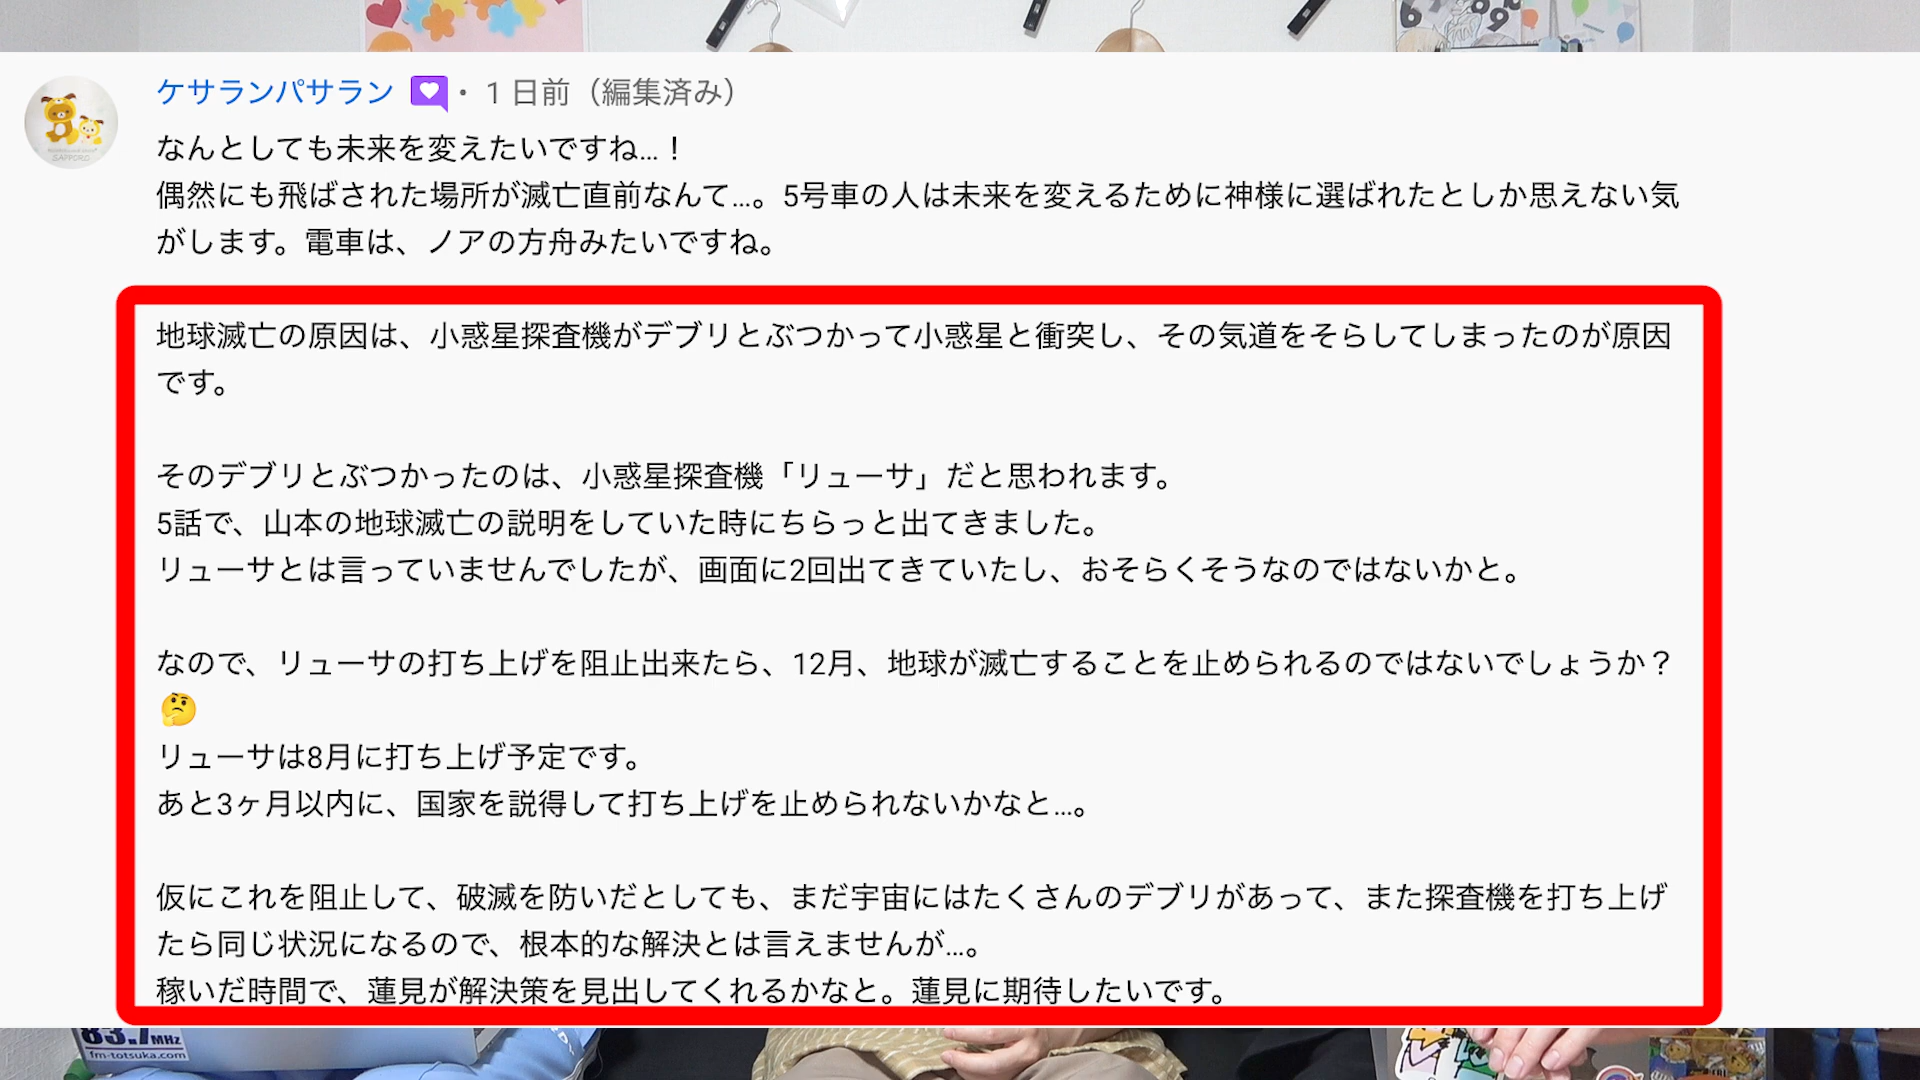 ケサランパサラン ・ 1 日前（編集済み）
なんとしても未来を変えたいですね…！
偶然にも飛ばされた場所が滅亡直前なんて…。5号車の人は未来を変えるために神様に選ばれたとしか思えない気
がします。電車は、ノアの方舟みたいですね。
地球滅亡の原因は、小惑星探査機がデブリとぶつかって小惑星と衝突し、その気道をそらしてしまったのが原因
です。
そのデブリとぶつかったのは、小惑星探査機「リューサ」だと思われます。
5話で、山本の地球滅亡の説明をしていた時にちらっと出てきました。
リューサとは言っていませんでしたが、画面に2回出てきていたし、おそらくそうなのではないかと。
なので、リューサの打ち上げを阻止出来たら、12月、地球が滅亡することを止められるのではないでしょうか？
🤔
リューサは8月に打ち上げ予定です。
あと3ヶ月以内に、国家を説得して打ち上げを止められないかなと…。
仮にこれを阻止して、破滅を防いだとしても、まだ宇宙にはたくさんのデブリがあって、また探査機を打ち上げ
たら同じ状況になるので、根本的な解決とは言えませんが…。
稼いだ時間で、蓮見が解決策を見出してくれるかなと。蓮見に期待したいです。
83.7MHz
fm-totsuka.com